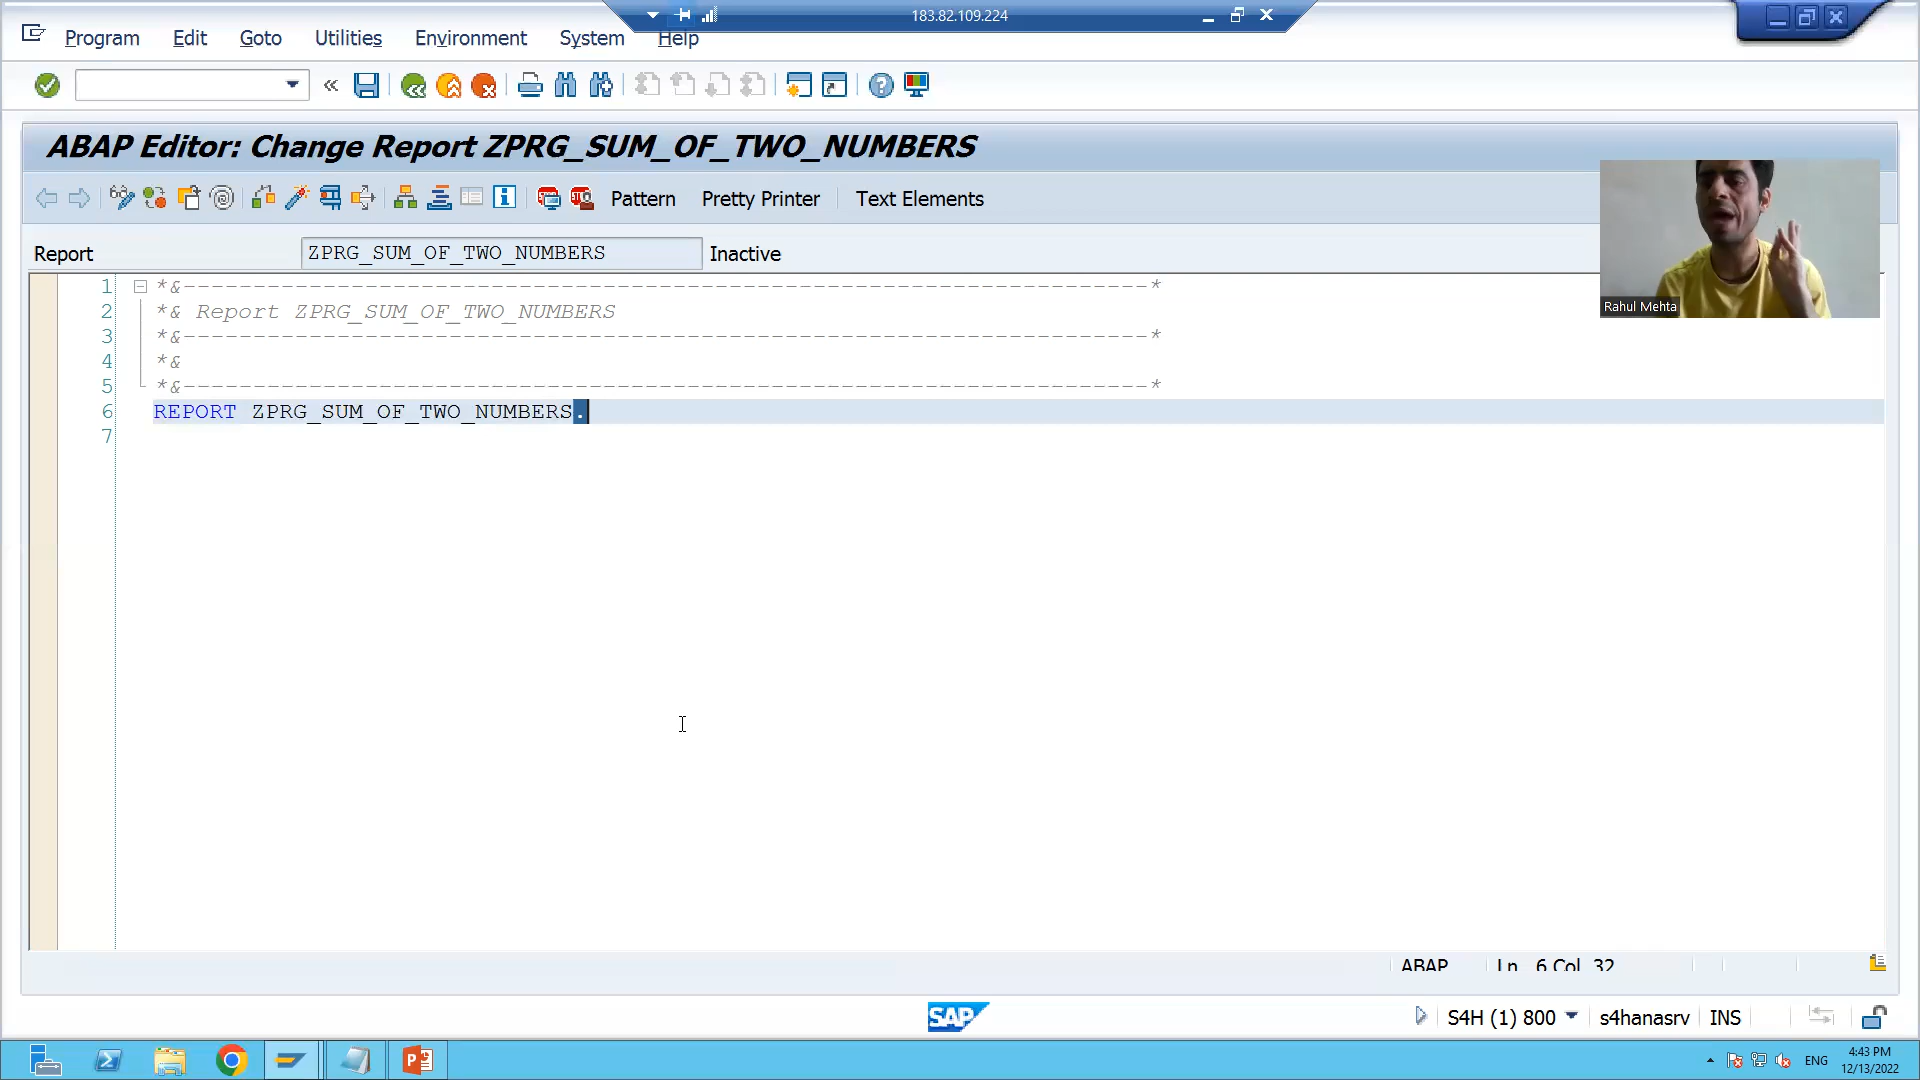 183.82.109.224
Program Edit Goto Utilities Environment System Help
ABAP Editor: Change Report ZPRG_SUM_OF_TWO_NUMBERS
Pattern Pretty Printer Text Elements
Report ZPRG_SUM_OF_TWO_NUMBERS Inactive
Rahul Mehta
1 *&---------------------------------------------------------------------*
2 *& Report ZPRG_SUM_OF_TWO_NUMBERS
3 *&---------------------------------------------------------------------*
4 *&
5 *&---------------------------------------------------------------------*
6 REPORT ZPRG_SUM_OF_TWO_NUMBERS.
7
ABAP Ln 6 Col 32
SAP S4H (1) 800 s4hanasrv INS
ENG 4:43 PM
12/13/2022